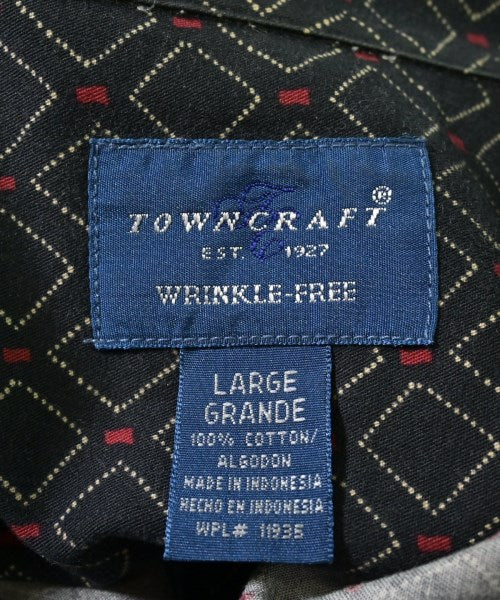 TOWNCRAFT®
EST. 1927
WRINKLE-FREE
LARGE
GRANDE
100% COTTON/
ALGODON
MADE IN INDONESIA
HECHO EN INDONESIA
WPL# 11935